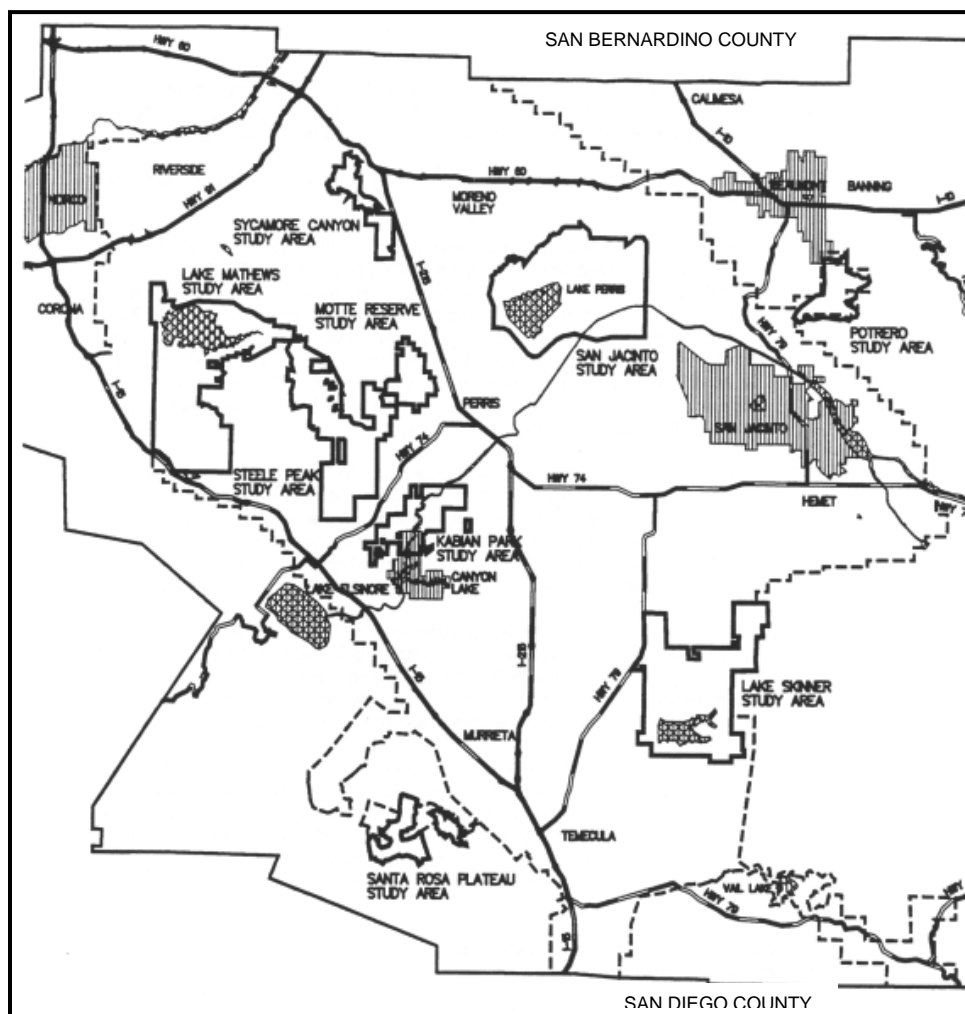 SAN BERNARDINO COUNTY
HWY 60
CALIMESA
I-10
RIVERSIDE
HWY 91
NORCO
HWY 60
MORENO
VALLEY
BEAUMONT
BANNING
I-10
SYCAMORE CANYON
STUDY AREA
I-215
LAKE MATHEWS
STUDY AREA
CORONA
MOTTE RESERVE
STUDY AREA
LAKE PERRIS
SAN JACINTO
STUDY AREA
HWY 79
POTRERO
STUDY AREA
I-15
PERRIS
SAN JACINTO
HWY 74
STEELE PEAK
STUDY AREA
HWY 74
HEMET
HWY
KABIAN PARK
STUDY AREA
LAKE ELSINORE
CANYON
LAKE
I-215
I-15
HWY 79
LAKE SKINNER
STUDY AREA
MURRIETA
TEMECULA
SANTA ROSA PLATEAU
STUDY AREA
VAIL LAKE
HWY 79
HWY
I-15
SAN DIEGO COUNTY